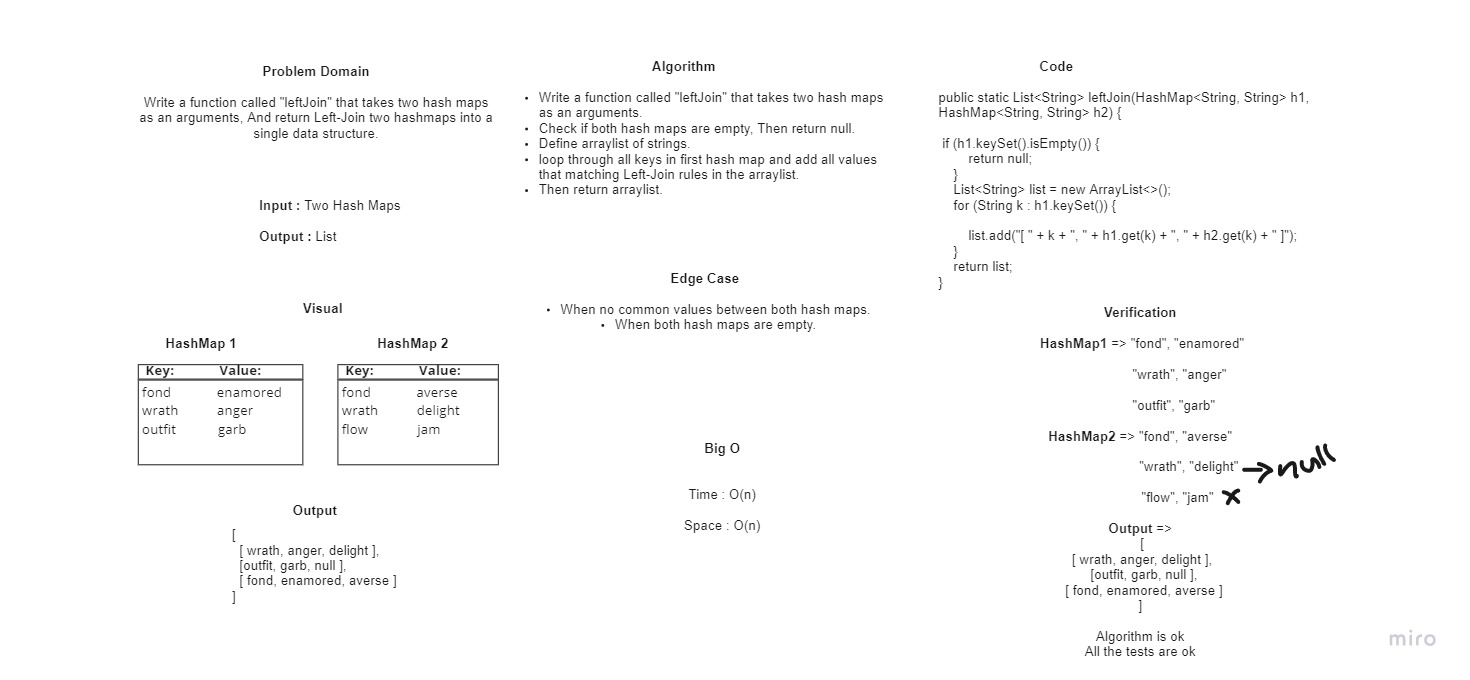 Problem Domain
Write a function called "leftJoin" that takes two hash maps
as an arguments, And return Left-Join two hashmaps into a
single data structure.
Input : Two Hash Maps
Output : List
Visual
HashMap 1
Key: Value:
fond enamored
wrath anger
outfit garb
HashMap 2
Key: Value:
fond averse
wrath delight
flow jam
Output
[
[ wrath, anger, delight ],
[outfit, garb, null ],
[ fond, enamored, averse ]
]
Algorithm
• Write a function called "leftJoin" that takes two hash maps
as an arguments.
• Check if both hash maps are empty, Then return null.
• Define arraylist of strings.
• loop through all keys in first hash map and add all values
that matching Left-Join rules in the arraylist.
• Then return arraylist.
Edge Case
• When no common values between both hash maps.
• When both hash maps are empty.
Big O
Time : O(n)
Space : O(n)
Code
public static List<String> leftJoin(HashMap<String, String> h1,
HashMap<String, String> h2) {
if (h1.keySet().isEmpty()) {
return null;
}
List<String> list = new ArrayList<>();
for (String k : h1.keySet()) {
list.add("[ " + k + ", " + h1.get(k) + ", " + h2.get(k) + " ]");
}
return list;
}
Verification
HashMap1 => "fond", "enamored"
"wrath", "anger"
"outfit", "garb"
HashMap2 => "fond", "averse"
"wrath", "delight" → null
"flow", "jam" x
Output =>
[
[ wrath, anger, delight ],
[outfit, garb, null ],
[ fond, enamored, averse ]
]
Algorithm is ok
All the tests are ok
miro